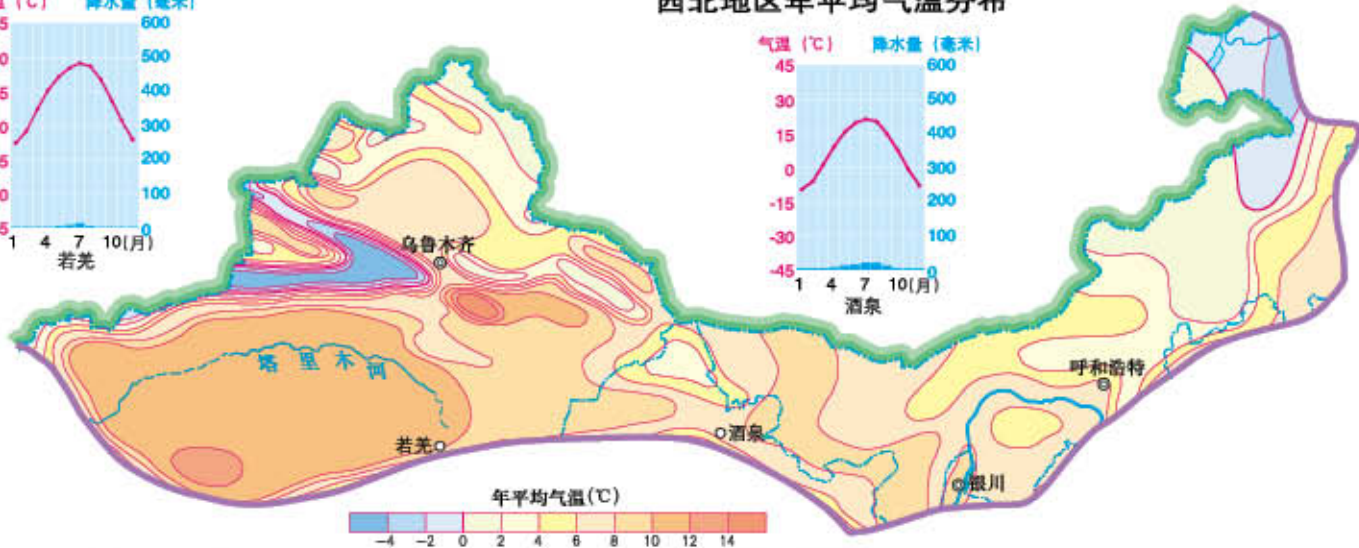 西北地区年平均气温分布
(℃) 降水量 (毫米)
600
500
400
300
200
100
0
1 4 7 10(月)
若羌
气温 (℃) 降水量 (毫米)
45 600
30 500
15 400
0 300
-15 200
-30 100
-45 0
1 4 7 10(月)
酒泉
乌鲁木齐
塔里木河
若羌
酒泉
呼和浩特
银川
年平均气温(℃)
-4 -2 0 2 4 6 8 10 12 14